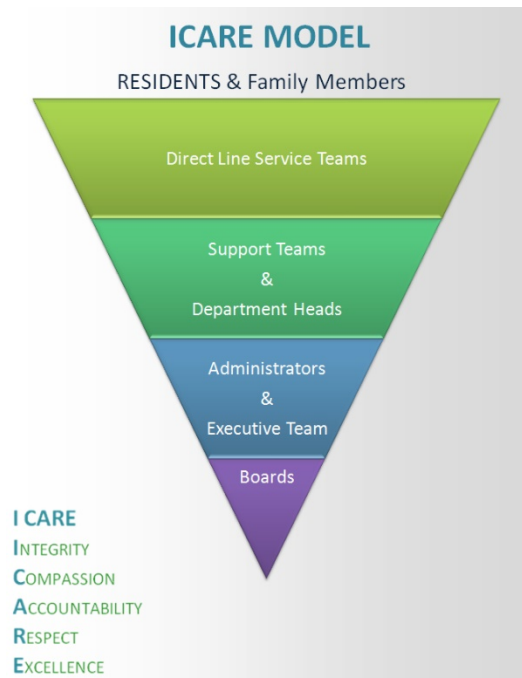 ICARE MODEL
RESIDENTS & Family Members
Direct Line Service Teams
Support Teams
&
Department Heads
Administrators
&
Executive Team
Boards
I CARE
INTEGRITY
COMPASSION
ACCOUNTABILITY
RESPECT
EXCELLENCE